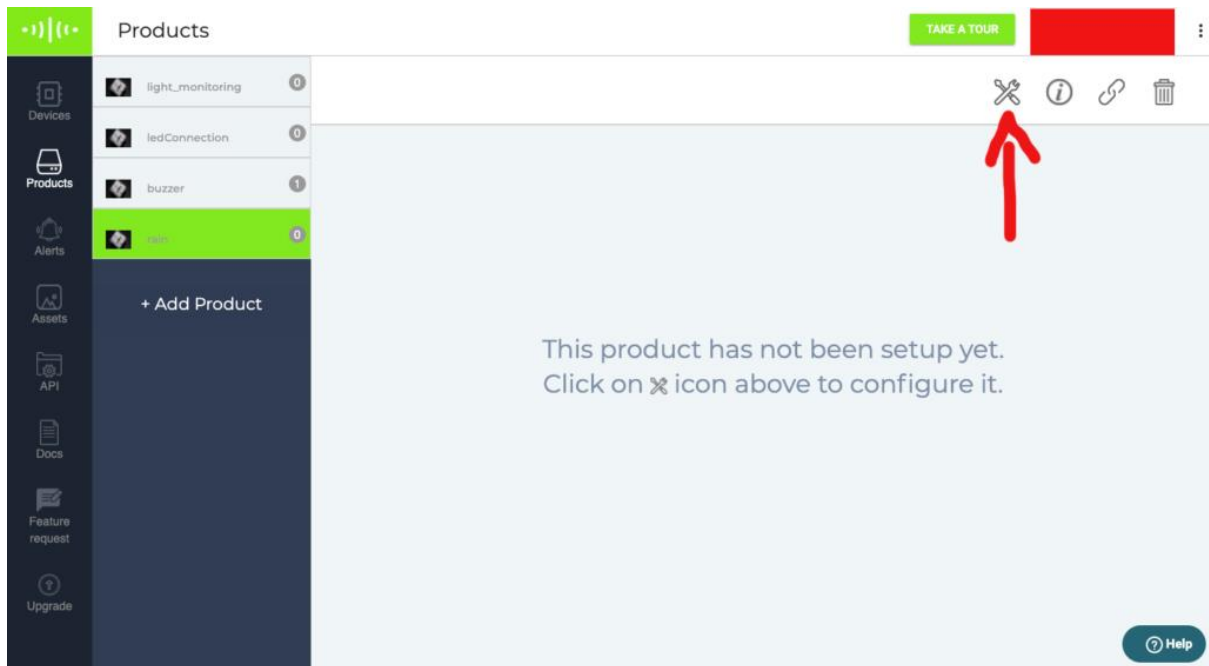 Products
TAKE A TOUR
Devices
Products
Alerts
Assets
API
Docs
Feature
request
Upgrade
light_monitoring 0
ledConnection 0
buzzer 1
rain 0
+ Add Product
This product has not been setup yet.
Click on icon above to configure it.
Help